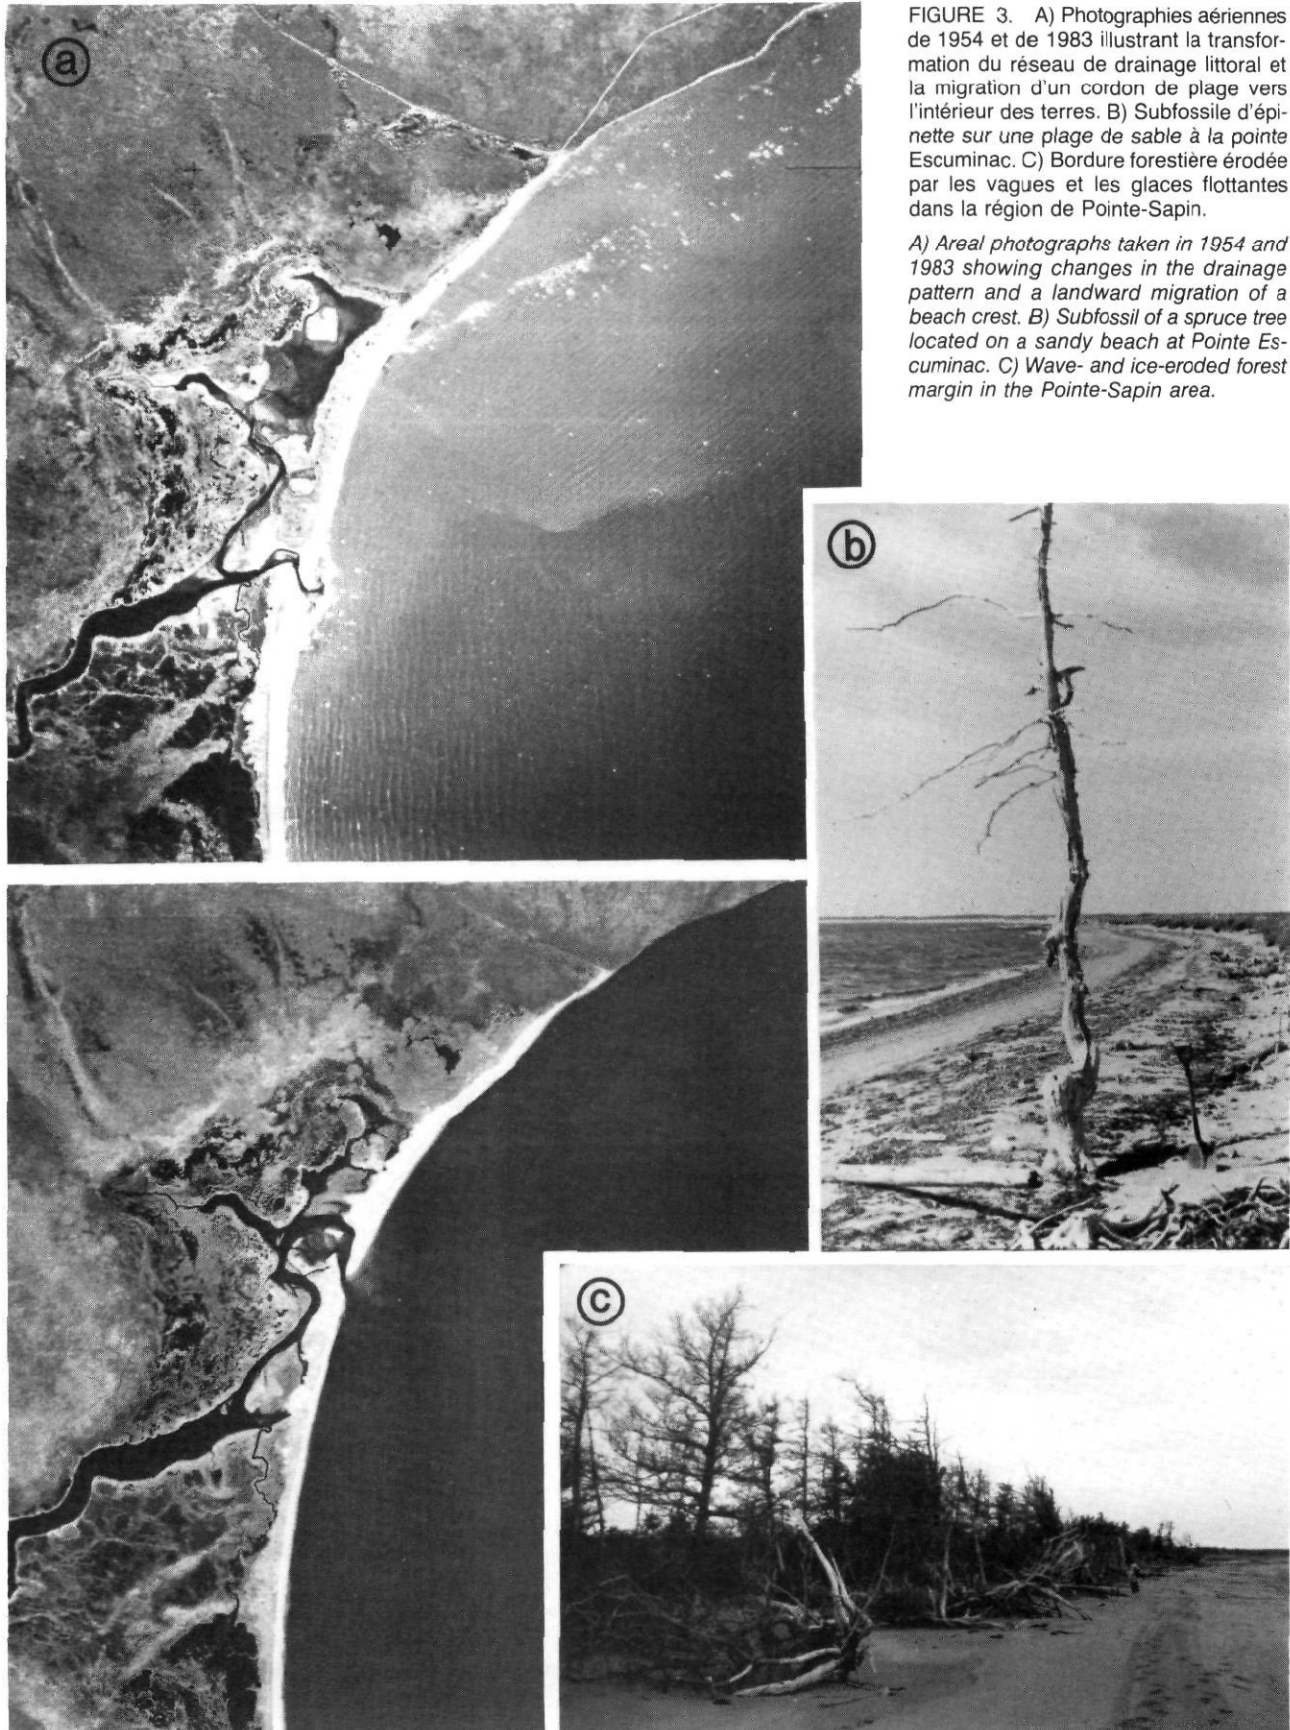 a
FIGURE 3. A) Photographies aériennes
de 1954 et de 1983 illustrant la transfor-
mation du réseau de drainage littoral et
la migration d'un cordon de plage vers
l'intérieur des terres. B) Subfossile d'épi-
nette sur une plage de sable à la pointe
Escuminac. C) Bordure forestière érodée
par les vagues et les glaces flottantes
dans la région de Pointe-Sapin.
A) Areal photographs taken in 1954 and
1983 showing changes in the drainage
pattern and a landward migration of a
beach crest. B) Subfossil of a spruce tree
located on a sandy beach at Pointe Es-
cuminac. C) Wave- and ice-eroded forest
margin in the Pointe-Sapin area.
b
c